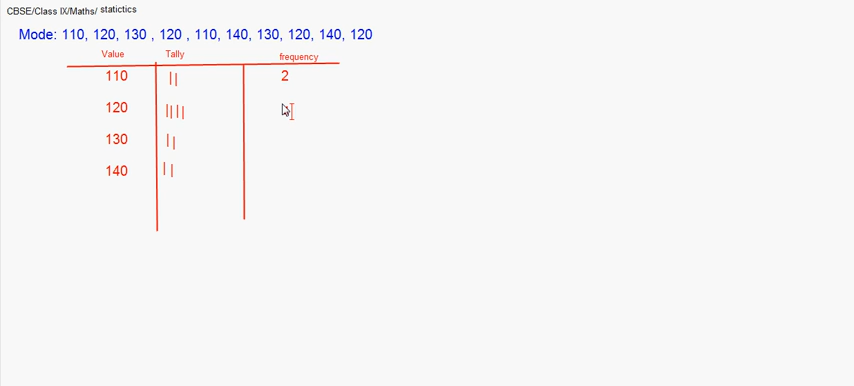 CBSE/Class IX/Maths/ statictics
Mode: 110, 120, 130 , 120 , 110, 140, 130, 120, 140, 120
Value Tally frequency
110 || 2
120 ||||
130 ||
140 ||